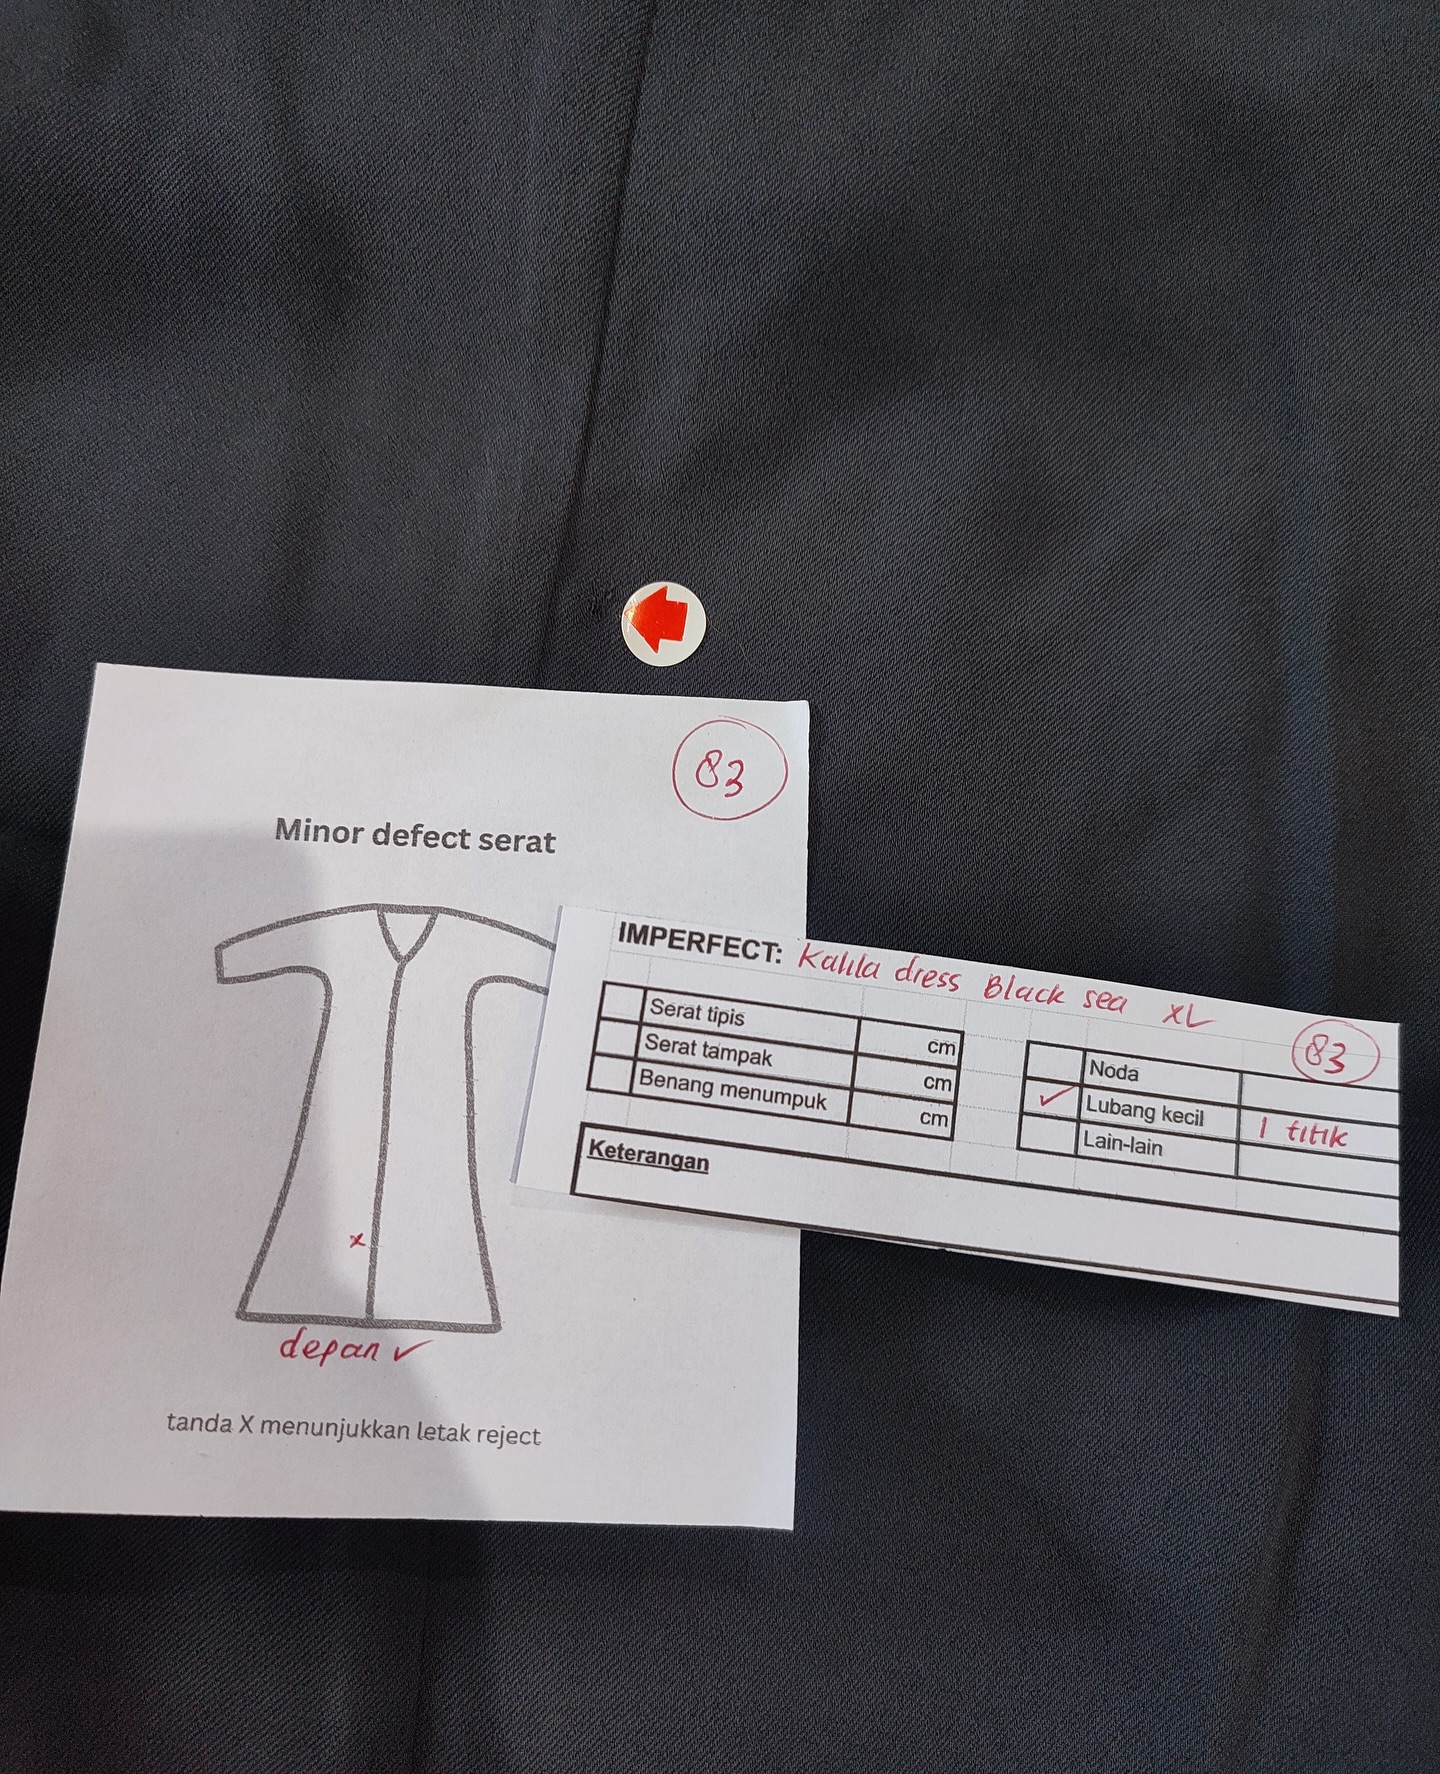 83
Minor defect serat
x
depan ✓
tanda X menunjukkan letak reject
IMPERFECT: Kalila dress Black sea XL
83
Serat tipis cm
Serat tampak cm
Benang menumpuk cm
Noda
✓ Lubang kecil 1 titik
Lain-lain
Keterangan